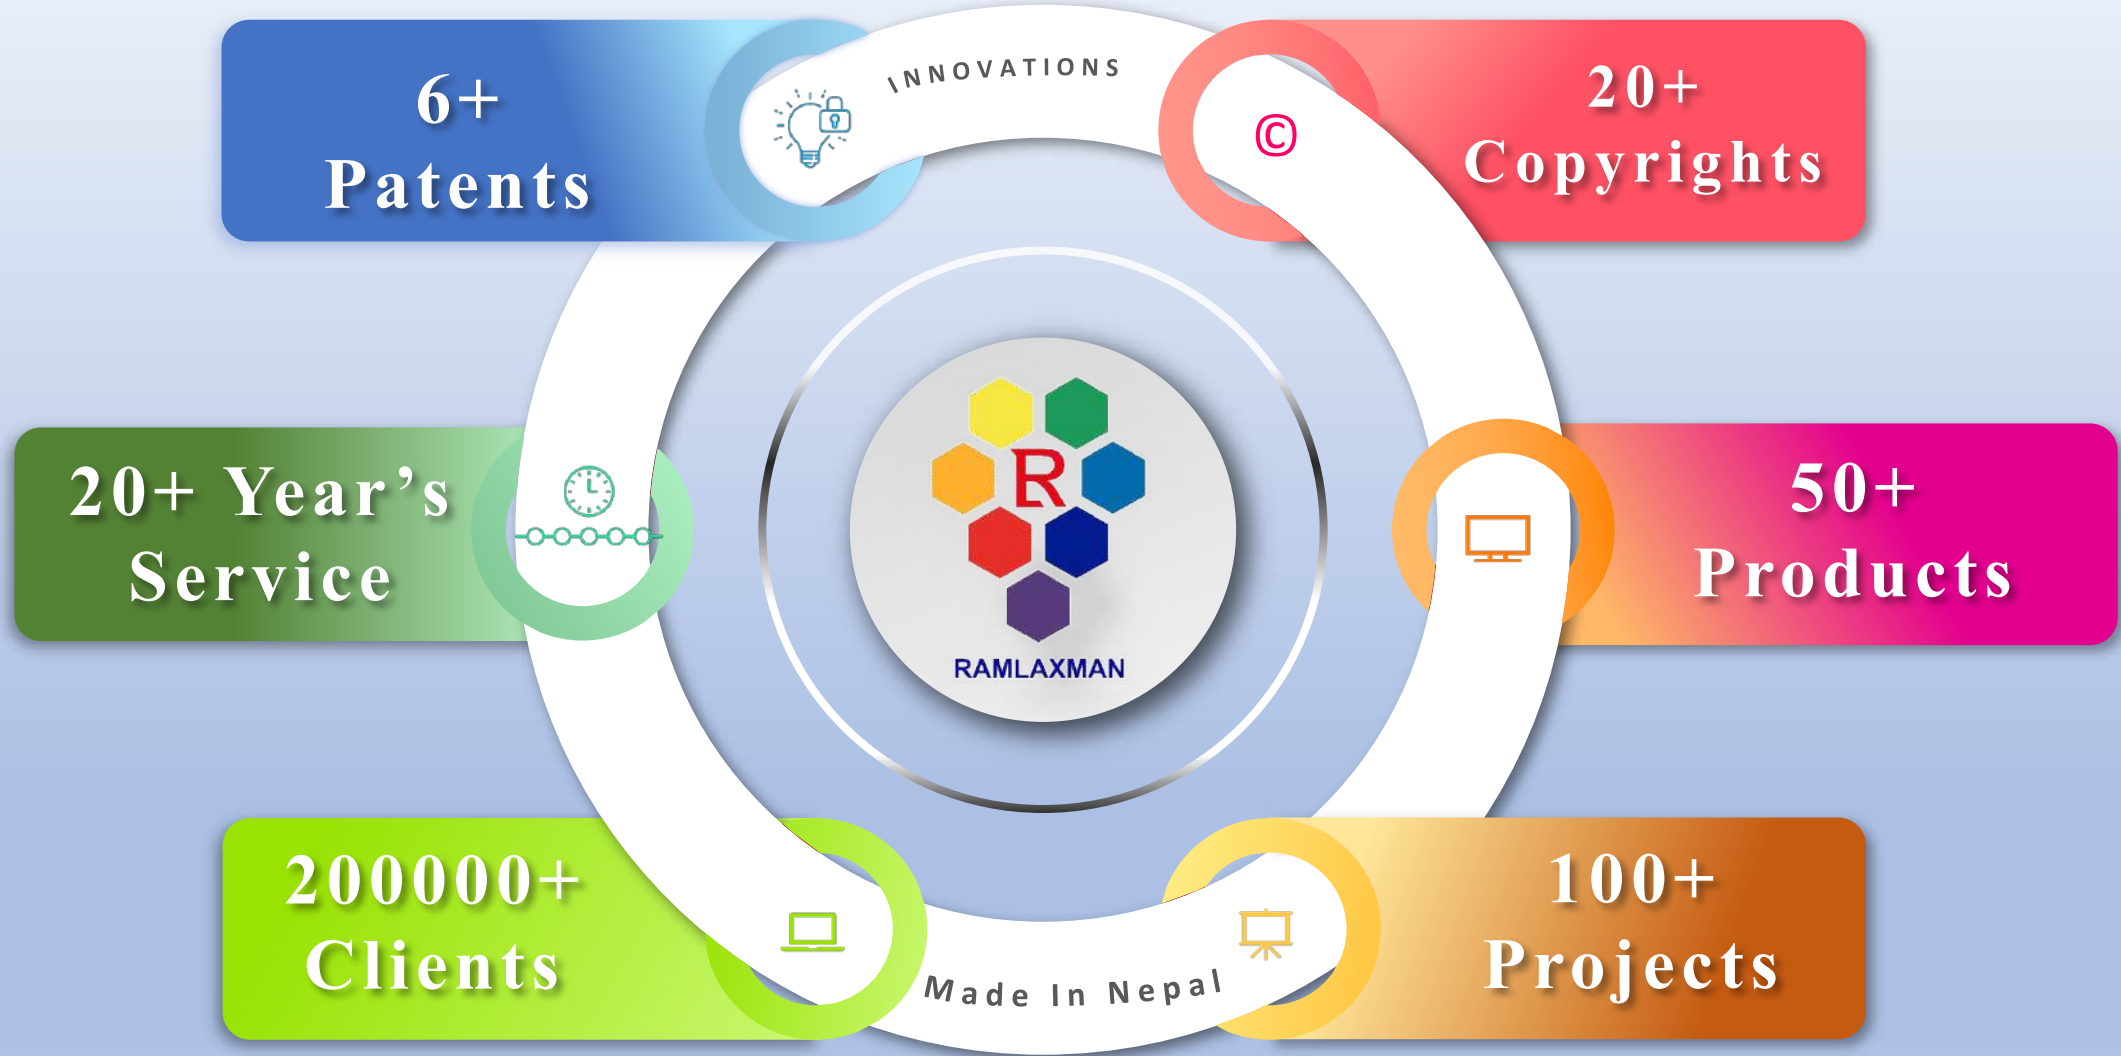 INNOVATIONS
6+
Patents
©
20+
Copyrights
20+ Year’s
Service
R
RAMLAXMAN
50+
Products
200000+
Clients
100+
Projects
Made In Nepal